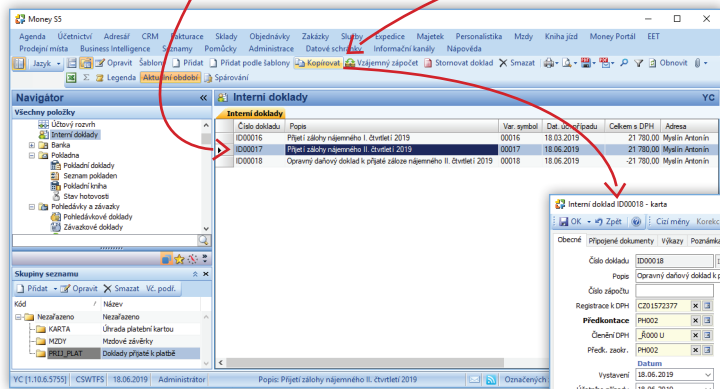 Money S5
Agenda Účetnictví Adresář CRM Fakturace Sklady Objednávky Zakázky Služby Expedice Majetek Personalistika Mzdy Kniha jízd Money Portál EET
Prodejní místa Business Intelligence Seznamy Pomůcky Administrace Datové schránky Informační kanály Nápověda
Jazyk Opravit Šablon Přidat Přidat podle šablony Kopírovat Vzájemný zápočet Stornovat doklad Smazat Obnovit
Σ Legenda Aktuální období Spárování
Navigátor « Interní doklady YC
Všechny položky
Interní doklady
Účtový rozvrh
Interní doklady
Banka
Pokladna
Pokladní doklady
Seznam pokladen
Pokladní kniha
Stav hotovosti
Pohledávky a závazky
Pohledávkové doklady
Závazkové doklady
Číslo dokladu Popis Var. symbol Dat. úč. případu Celkem s DPH Adresa
ID00016 Přijetí zálohy nájemného I. čtvrtletí 2019 00016 18.03.2019 21 780,00 Myslín Antonín
ID00017 Přijetí zálohy nájemného II. čtvrtletí 2019 00017 18.06.2019 21 780,00 Myslín Antonín
ID00018 Opravný daňový doklad k přijaté záloze nájemného II. čtvrtletí 2019 00018 18.06.2019 -21 780,00 Myslín Antonín
Skupiny seznamu
Přidat Opravit Smazat Vč. podř.
Kód / Název
Nezařazeno Nezařazeno
KARTA Úhrada platební kartou
MZDY Mzdové závěrky
PRIJ_PLAT Doklady přijaté k platbě
YC [1.10.6.5755] CSWTFS 18.06.2019 Administrátor Popis: Přijetí zálohy nájemného II. čtvrtletí 2019 Označených
Interní doklad ID00018 - karta
OK Zpět Cizí měny Korekc
Obecné Připojené dokumenty Výkazy Poznámka
Číslo dokladu ID00018
Popis Opravný daňový doklad k p
Číslo zápočtu
Registrace k DPH CZ01572377
Předkontace PH002
Členění DPH _Ř000 U
Předk. zaokr. PH002
Datum
Vystavení 18.06.2019